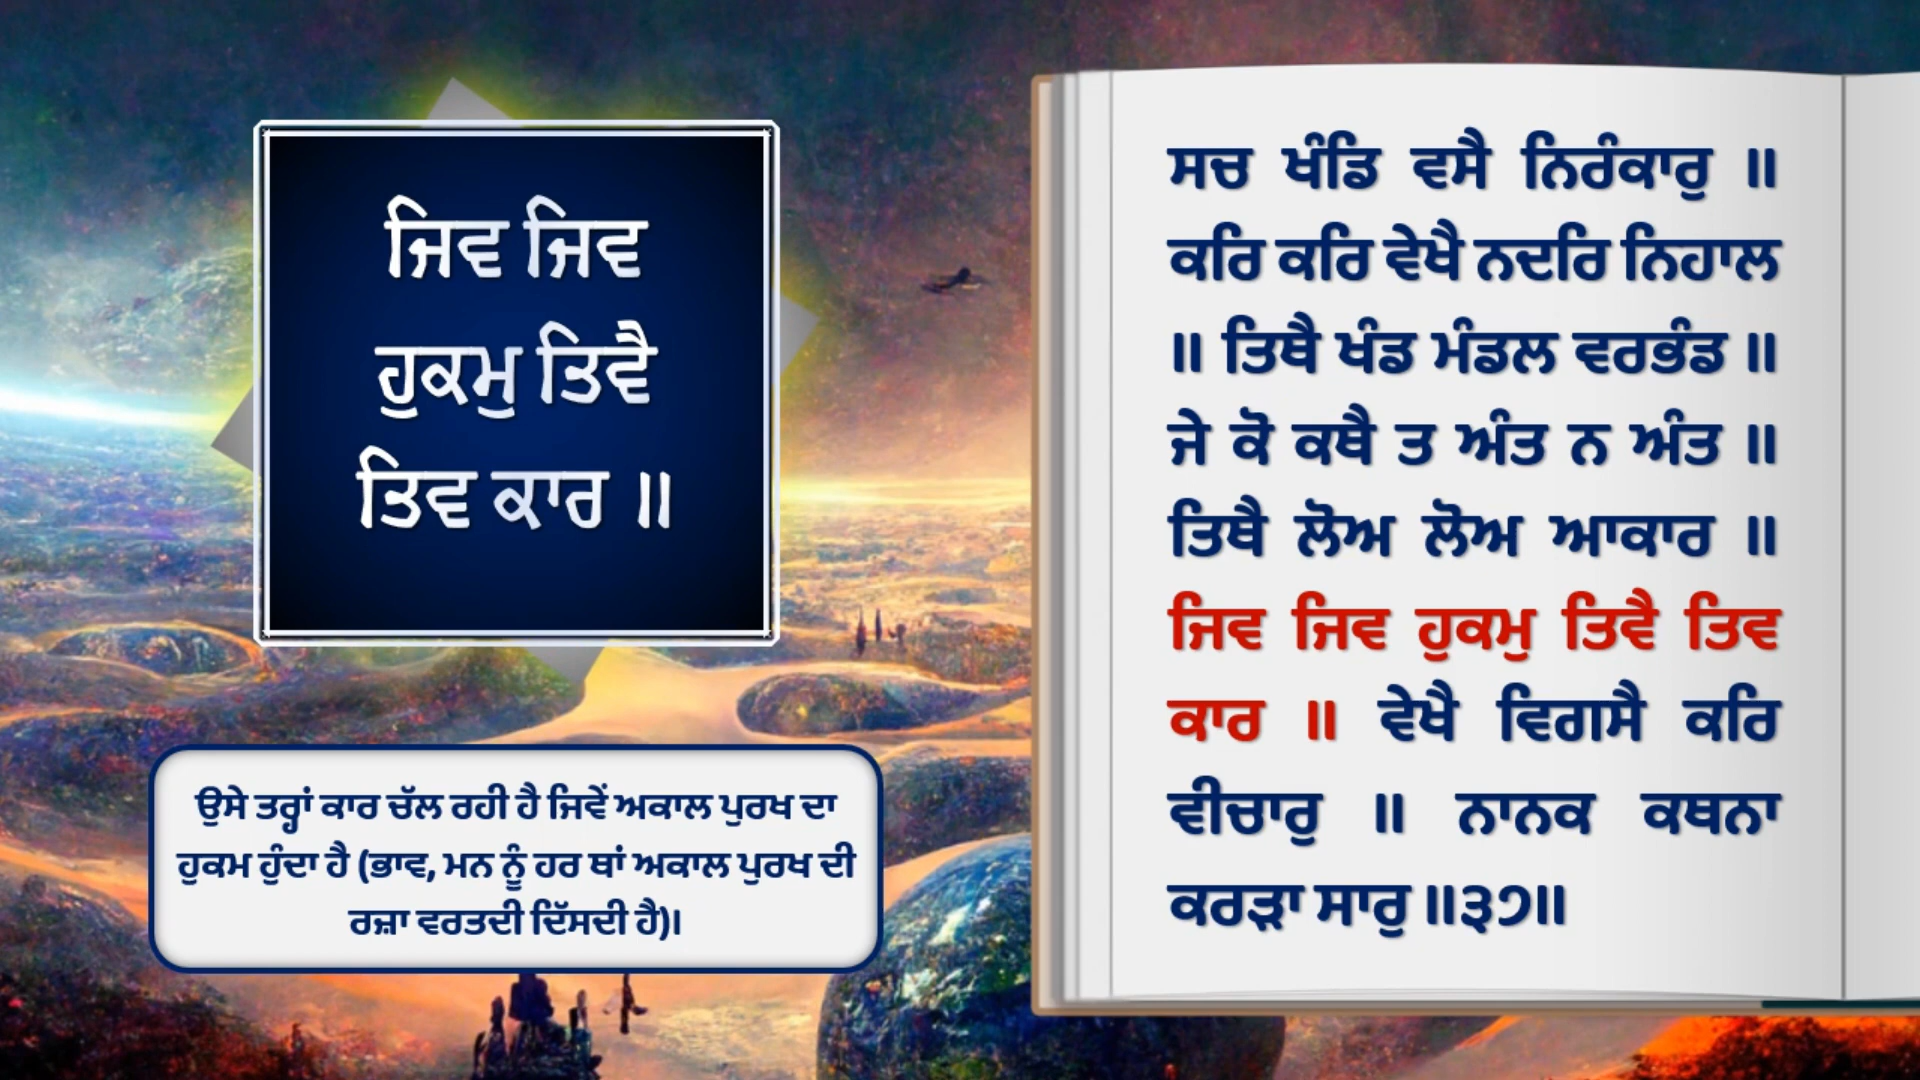 ਜਿਵ ਜਿਵ
ਹੁਕਮੁ ਤਿਵੈ
ਤਿਵ ਕਾਰ ॥
ਉਸੇ ਤਰ੍ਹਾਂ ਕਾਰ ਚੱਲ ਰਹੀ ਹੈ ਜਿਵੇਂ ਅਕਾਲ ਪੁਰਖ ਦਾ
ਹੁਕਮ ਹੁੰਦਾ ਹੈ (ਭਾਵ, ਮਨ ਨੂੰ ਹਰ ਥਾਂ ਅਕਾਲ ਪੁਰਖ ਦੀ
ਰਜ਼ਾ ਵਰਤਦੀ ਦਿੱਸਦੀ ਹੈ)।
ਸਚ ਖੰਡਿ ਵਸੈ ਨਿਰੰਕਾਰੁ ॥
ਕਰਿ ਕਰਿ ਵੇਖੈ ਨਦਰਿ ਨਿਹਾਲ
॥ ਤਿਥੈ ਖੰਡ ਮੰਡਲ ਵਰਭੰਡ ॥
ਜੇ ਕੋ ਕਥੈ ਤ ਅੰਤ ਨ ਅੰਤ ॥
ਤਿਥੈ ਲੋਅ ਲੋਅ ਆਕਾਰ ॥
ਜਿਵ ਜਿਵ ਹੁਕਮੁ ਤਿਵੈ ਤਿਵ
ਕਾਰ ॥ ਵੇਖੈ ਵਿਗਸੈ ਕਰਿ
ਵੀਚਾਰੁ ॥ ਨਾਨਕ ਕਥਨਾ
ਕਰੜਾ ਸਾਰੁ ॥੩੭॥